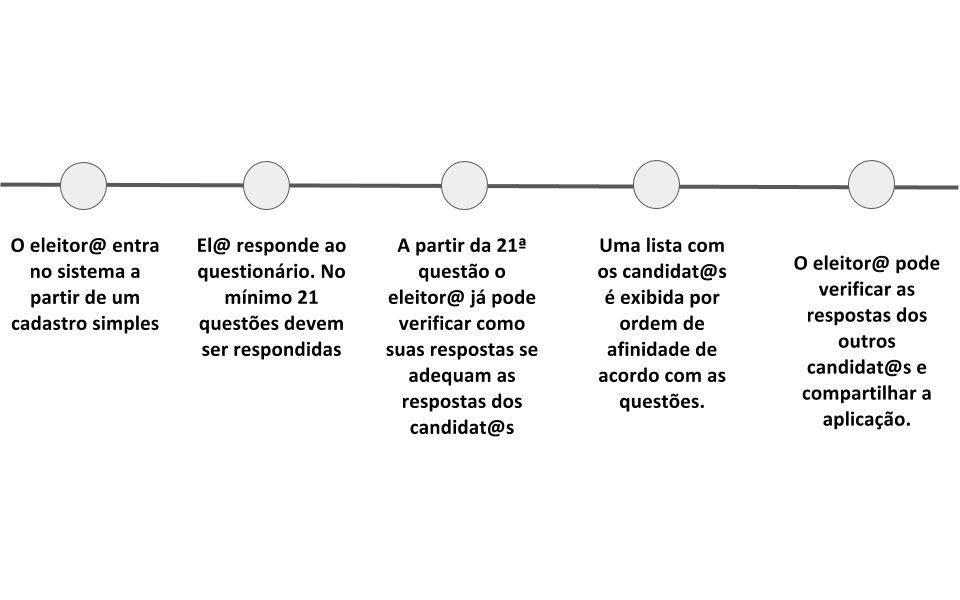 O eleitor@ entra
no sistema a
partir de um
cadastro simples
El@ responde ao
questionário. No
mínimo 21
questões devem
ser respondidas
A partir da 21ª
questão o
eleitor@ já pode
verificar como
suas respostas se
adequam as
respostas dos
candidat@s
Uma lista com
os candidat@s
é exibida por
ordem de
afinidade de
acordo com as
questões.
O eleitor@ pode
verificar as
respostas dos
outros
candidat@s e
compartilhar a
aplicação.